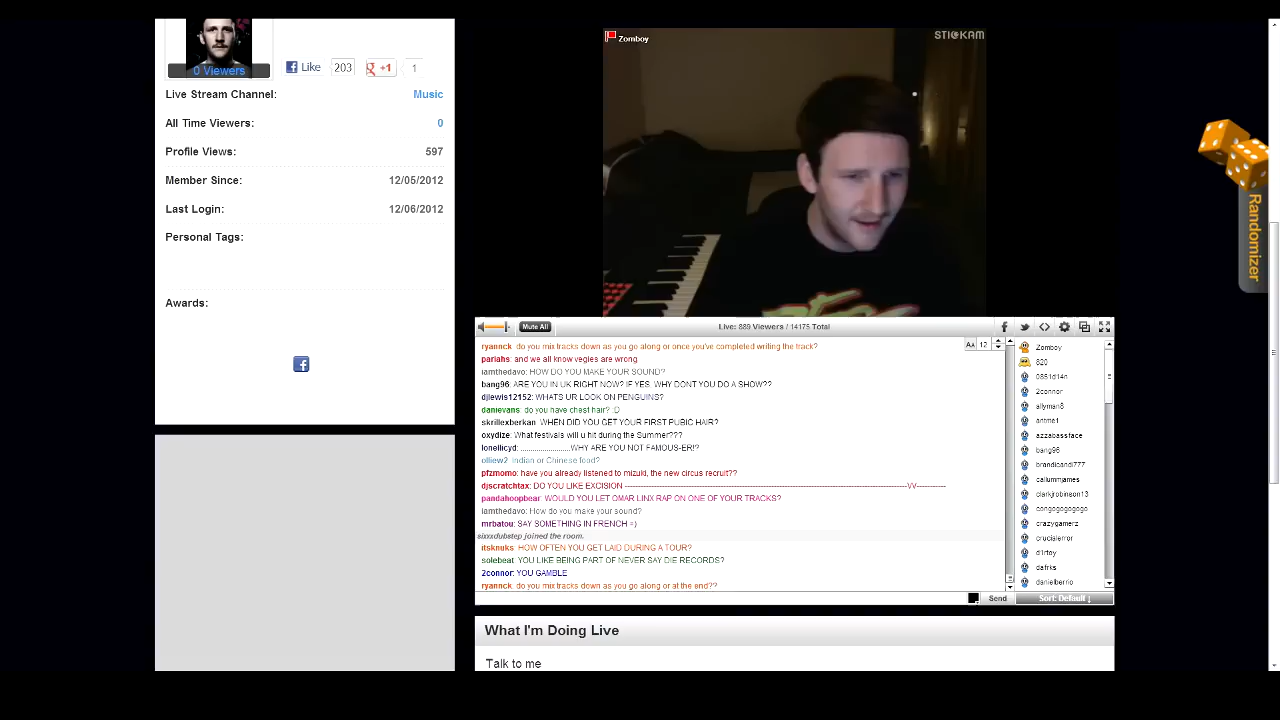 0 Viewers
Like 203 +1 1
Live Stream Channel: Music
All Time Viewers: 0
Profile Views: 597
Member Since: 12/05/2012
Last Login: 12/06/2012
Personal Tags:
Awards:
Zomboy
STICKAM
Randomizer
Mute All
Live: 889 Viewers / 14175 Total
AA 12
ryannck: do you mix tracks down as you go along or once you've completed writing the track?
pariahs: and we all know vegies are wrong
iamthedavo: HOW DO YOU MAKE YOUR SOUND?
bang96: ARE YOU IN UK RIGHT NOW? IF YES, WHY DONT YOU DO A SHOW??
djlewis12152: WHATS UR LOOK ON PENGUINS?
danievans: do you have chest hair? :D
skrillexberkan: WHEN DID YOU GET YOUR FIRST PUBIC HAIR?
oxydize: What festivals will u hit during the Summer???
WHY ARE YOU NOT FAMOUS-ER!?
olliew2: Indian or Chinese food?
pfzmomo: have you already listened to mizuki, the new circus recruit??
djscratchtax: DO YOU LIKE EXCISION
pandahoopbear: WOULD YOU LET OMAR LINX RAP ON ONE OF YOUR TRACKS?
iamthedavo: How do you make your sound?
mrbatou: SAY SOMETHING IN FRENCH =)
sixxxdubstep joined the room.
itsknuks: HOW OFTEN YOU GET LAID DURING A TOUR?
solebeat: YOU LIKE BEING PART OF NEVER SAY DIE RECORDS?
2connor: YOU GAMBLE
ryannck: do you mix tracks down as you go along or at the end??
Zomboy
820
0851d14n
2connor
allyman8
antme1
azzabassface
bang96
brandicandi777
callummjames
clarkjrobinson13
congogogogogo
crazygamerz
crucisierror
d1rtoy
dafrks
danielberrio
Send
Sort: Default ↓
What I'm Doing Live
Talk to me